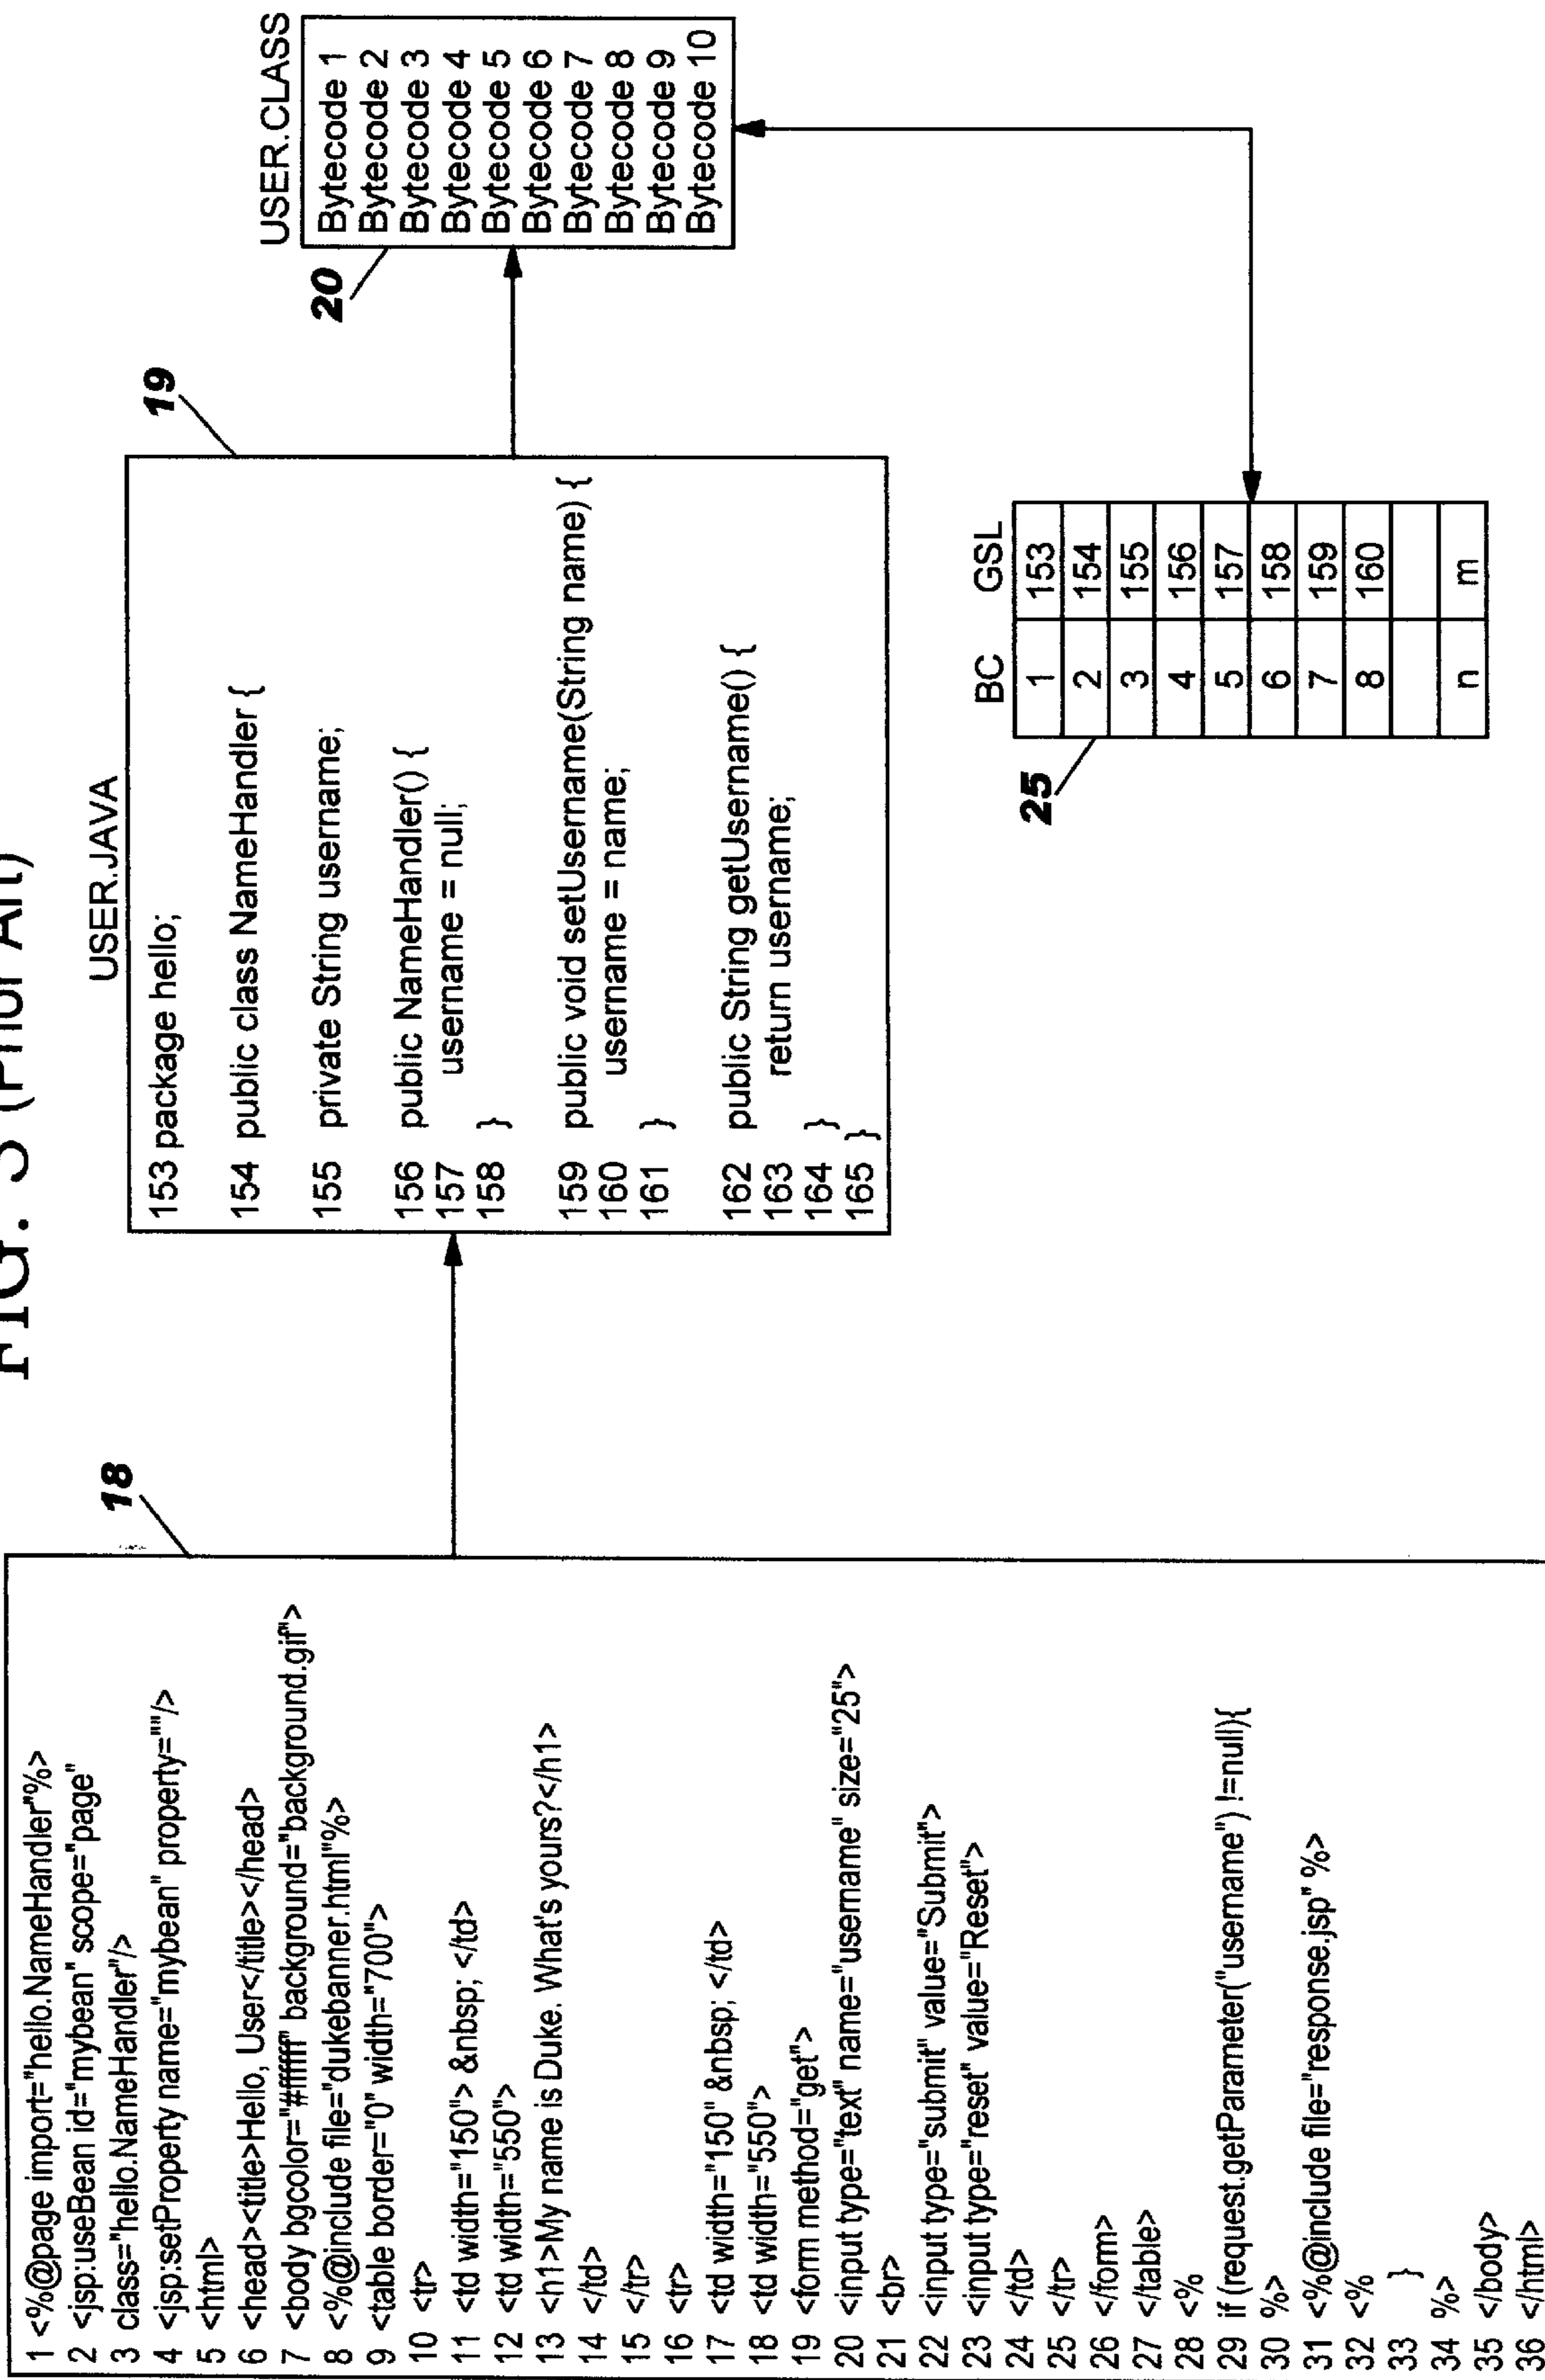 FIG. 3 (Prior Art)
18
1 <%@page import="hello.NameHandler"%>
2 <jsp:useBean id="mybean" scope="page"
3 class="hello.NameHandler"/>
4 <jsp:setProperty name="mybean" property=""/>
5 <html>
6 <head><title>Hello, User</title></head>
7 <body bgcolor="#ffffff" background="background.gif">
8 <%@include file="dukebanner.html"%>
9 <table border="0" width="700">
10 <tr>
11 <td width="150"> &nbsp; </td>
12 <td width="550">
13 <h1>My name is Duke. What's yours?</h1>
14 </td>
15 </tr>
16 <tr>
17 <td width="150" &nbsp; </td>
18 <td width="550">
19 <form method="get">
20 <input type="text" name="username" size="25">
21 <br>
22 <input type="submit" value="Submit">
23 <input type="reset" value="Reset">
24 </td>
25 </tr>
26 </form>
27 </table>
28 <%
29 if (request.getParameter("username") !=null){
30 %>
31 <%@include file="response.jsp" %>
32 <%
33 }
34 %>
35 </body>
36 </html>
USER.JAVA
19
153 package hello;
154 public class NameHandler {
155 private String username;
156 public NameHandler() {
157 username = null;
158 }
159 public void setUsername(String name) {
160 username = name;
161 }
162 public String getUsername() {
163 return username;
164 }
165 }
USER.CLASS
20
Bytecode 1
Bytecode 2
Bytecode 3
Bytecode 4
Bytecode 5
Bytecode 6
Bytecode 7
Bytecode 8
Bytecode 9
Bytecode 10
25
BC GSL
1 153
2 154
3 155
4 156
5 157
6 158
7 159
8 160
n m